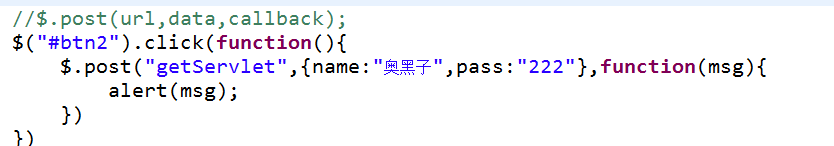 //$.post(url,data,callback);
$("#btn2").click(function(){
    $.post("getServlet",{name:"奥黑子",pass:"222"},function(msg){
        alert(msg);
    })
})